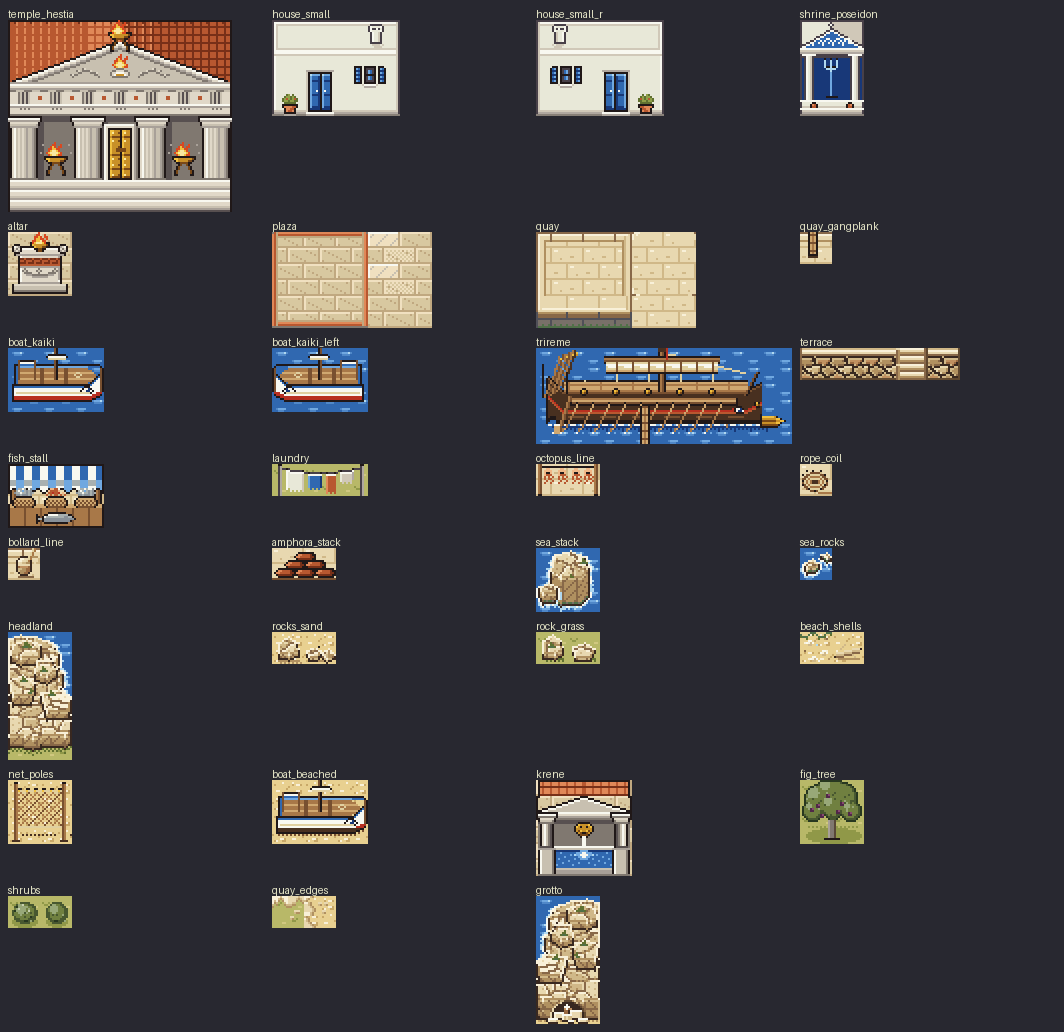 temple_hestia
house_small
house_small_r
shrine_poseidon
altar
plaza
quay
quay_gangplank
boat_kaiki
boat_kaiki_left
trireme
terrace
fish_stall
laundry
octopus_line
rope_coil
bollard_line
amphora_stack
sea_stack
sea_rocks
headland
rocks_sand
rock_grass
beach_shells
net_poles
boat_beached
krene
fig_tree
shrubs
quay_edges
grotto